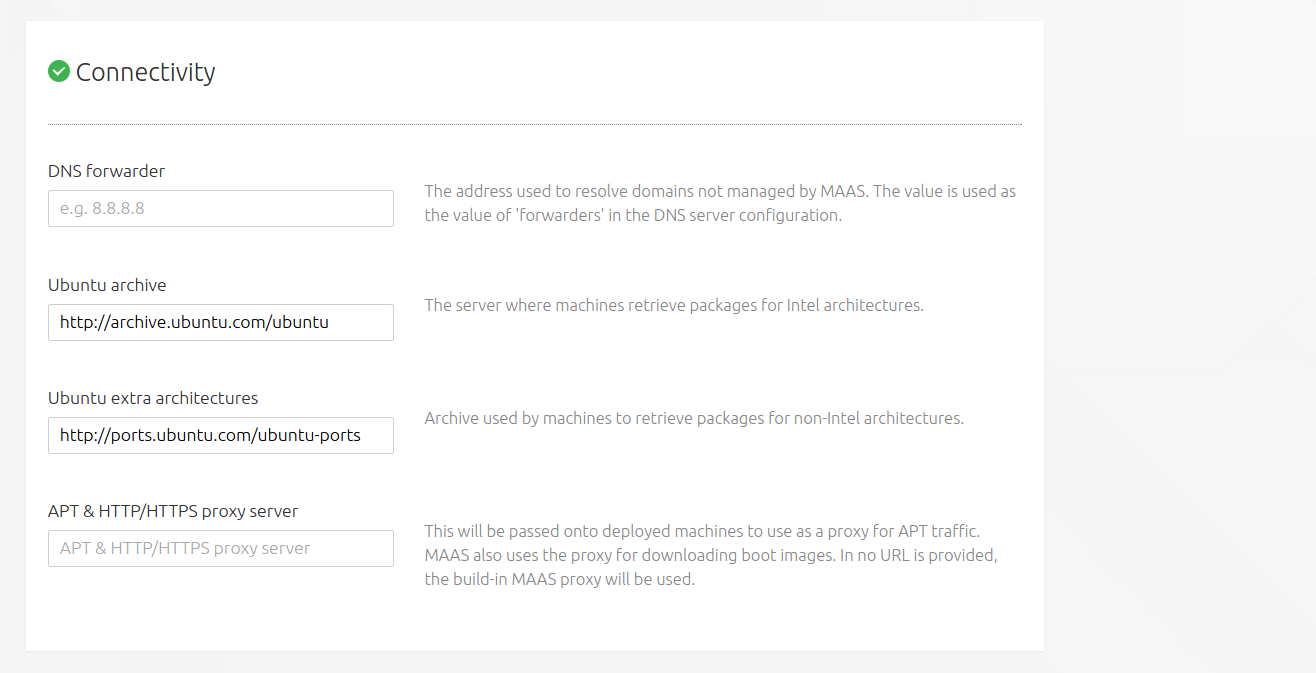 Connectivity
DNS forwarder
e.g. 8.8.8.8
The address used to resolve domains not managed by MAAS. The value is used as
the value of 'forwarders' in the DNS server configuration.
Ubuntu archive
http://archive.ubuntu.com/ubuntu
The server where machines retrieve packages for Intel architectures.
Ubuntu extra architectures
http://ports.ubuntu.com/ubuntu-ports
Archive used by machines to retrieve packages for non-Intel architectures.
APT & HTTP/HTTPS proxy server
APT & HTTP/HTTPS proxy server
This will be passed onto deployed machines to use as a proxy for APT traffic.
MAAS also uses the proxy for downloading boot images. In no URL is provided,
the build-in MAAS proxy will be used.